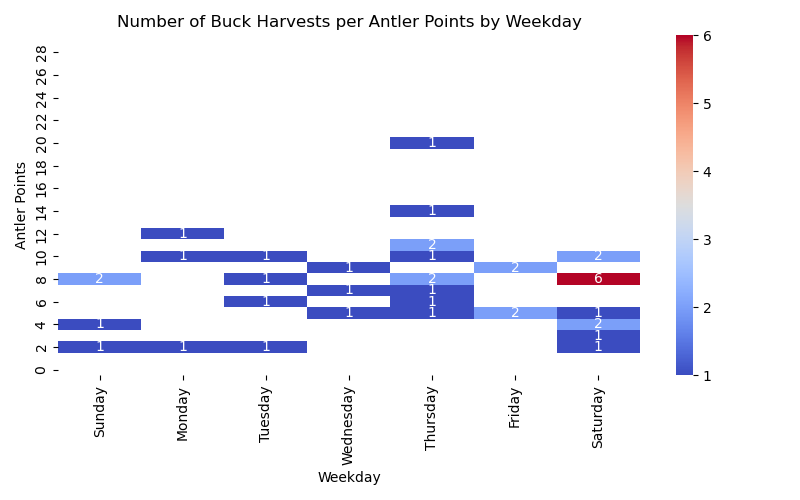 Number of Buck Harvests per Antler Points by Weekday
Antler Points
28
26
24
22
20 1
18
16
14 1
12 1
2
10 1 1 1 2
1 2
8 2 1 2 6
1 1
6 1 1
1 1 2 1
4 1 2
1
2 1 1 1 1
0
Sunday Monday Tuesday Wednesday Thursday Friday Saturday
Weekday
6
5
4
3
2
1